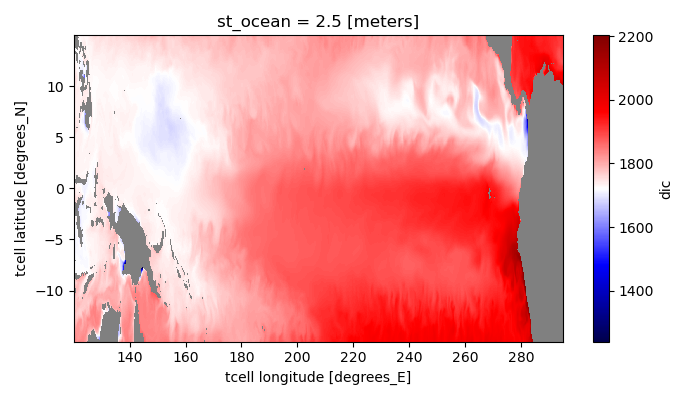 st_ocean = 2.5 [meters]
10
5
0
−5
−10
tcell latitude [degrees_N]
140 160 180 200 220 240 260 280
tcell longitude [degrees_E]
2200
2000
1800
1600
1400
dic